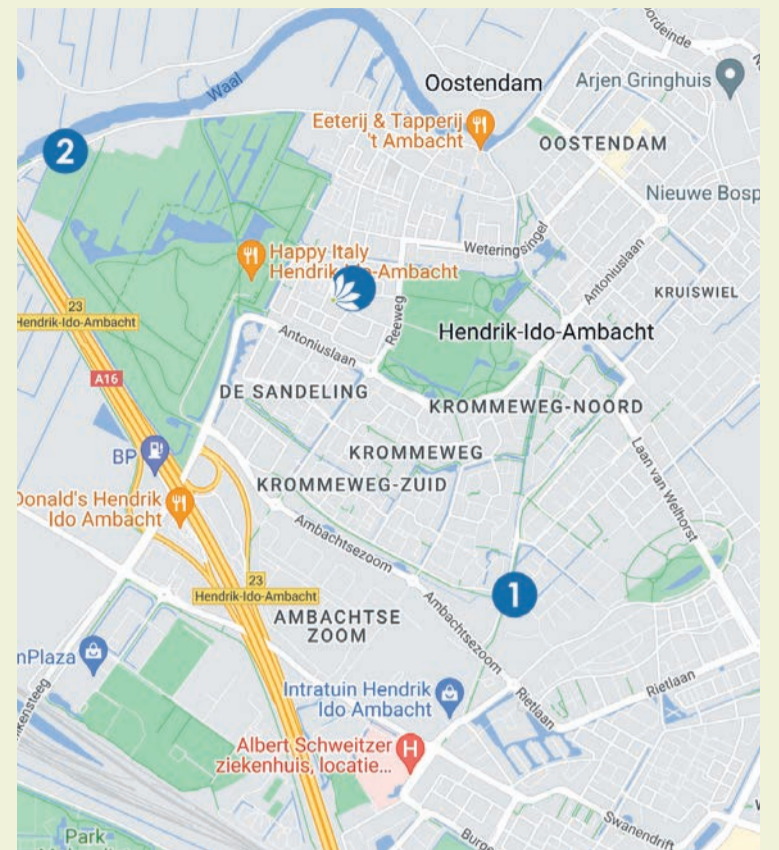 oordeinde
Waal
Oostendam
Arjen Gringhuis
Eeterij & Tapperij
't Ambacht
OOSTENDAM
2
Nieuwe Bosp
Weteringsingel
Happy Italy
Hendrik-Ido-Ambacht
Antoniuslaan
KRUISWIEL
23
Hendrik-Ido-Ambacht
Reeweg
Antoniuslaan
Hendrik-Ido-Ambacht
A16
DE SANDELING
KROMMEWEG-NOORD
BP
KROMMEWEG
KROMMEWEG-ZUID
Laan van Welhorst
Donald's Hendrik
Ido Ambacht
Ambachtsezoom
23
Hendrik-Ido-Ambacht
1
AMBACHTSE
ZOOM
Ambachtsezoom
nPlaza
Intratuin Hendrik
Ido Ambacht
Rietlaan
Rietlaan
H
Albert Schweitzer
ziekenhuis, locatie...
Swanendrift
Burge
Park